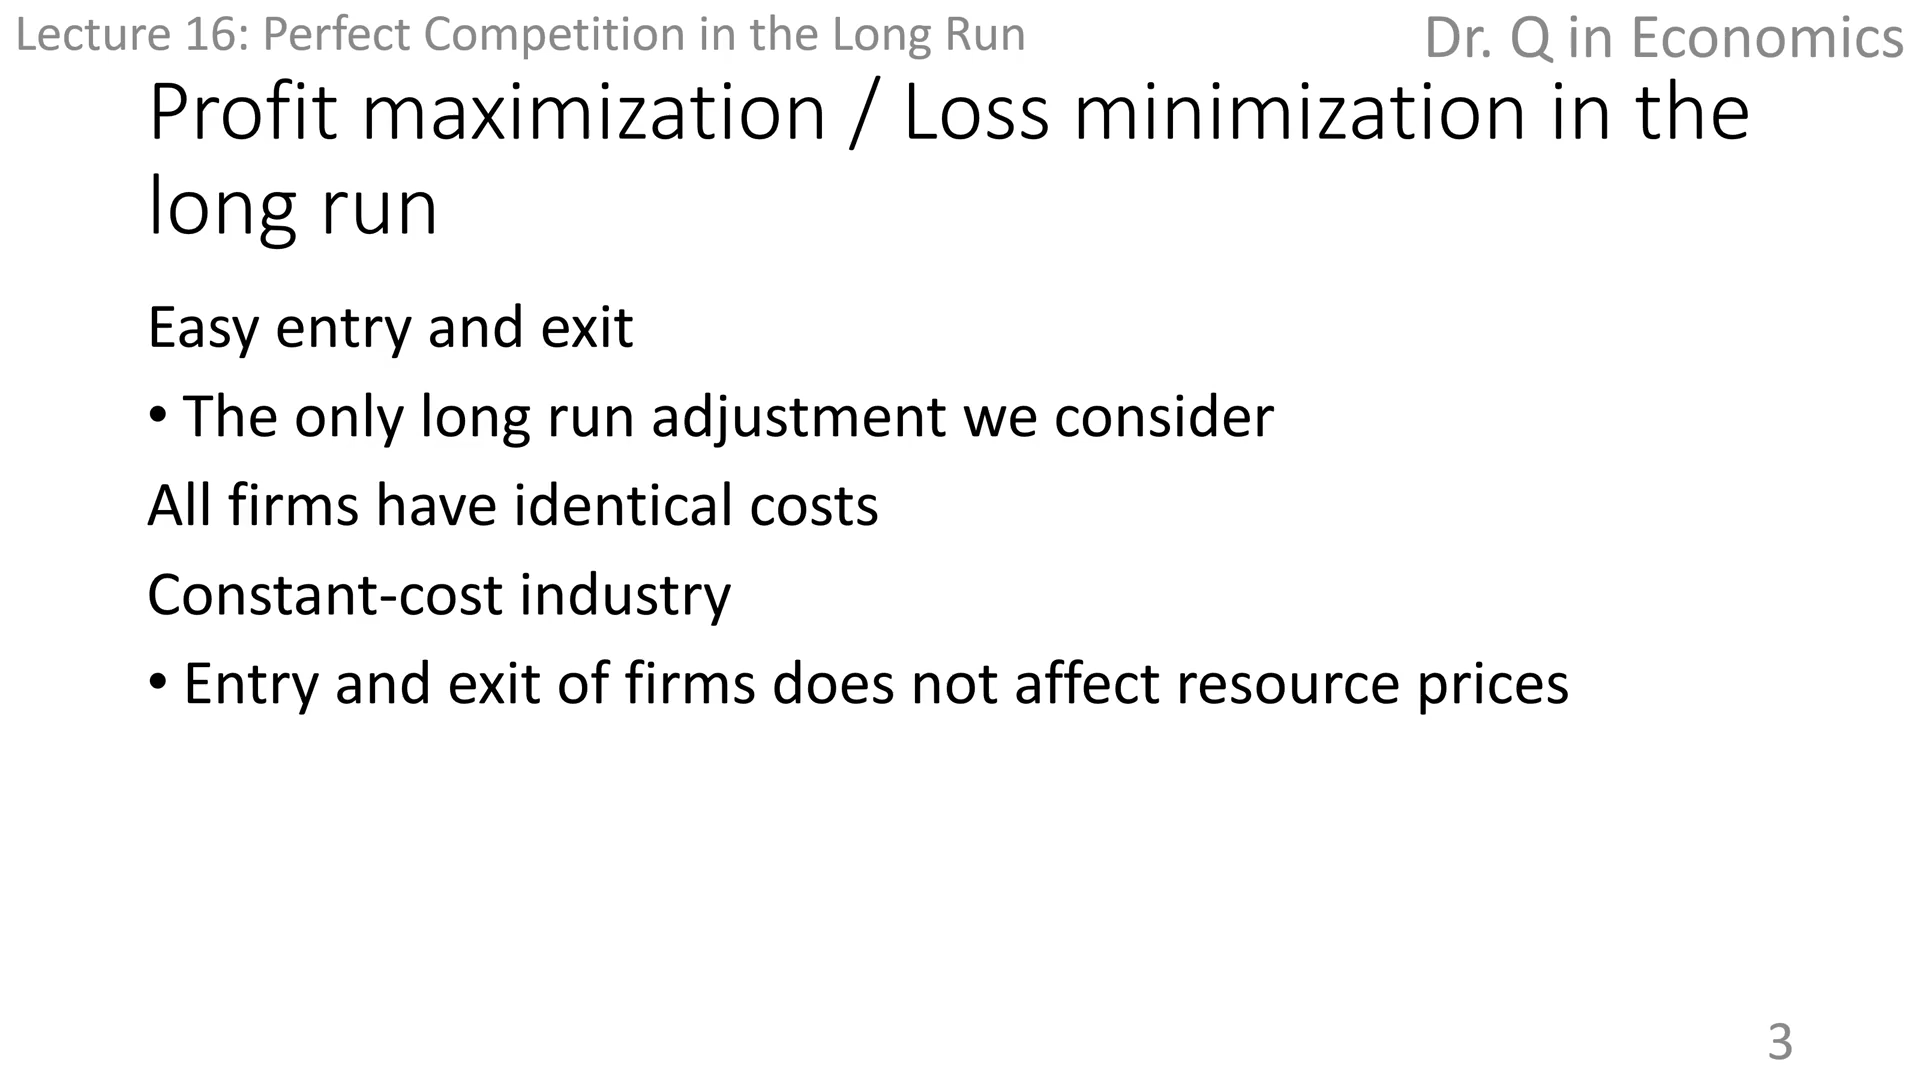 Lecture 16: Perfect Competition in the Long Run
Dr. Q in Economics
Profit maximization / Loss minimization in the
long run
Easy entry and exit
• The only long run adjustment we consider
All firms have identical costs
Constant-cost industry
• Entry and exit of firms does not affect resource prices
3